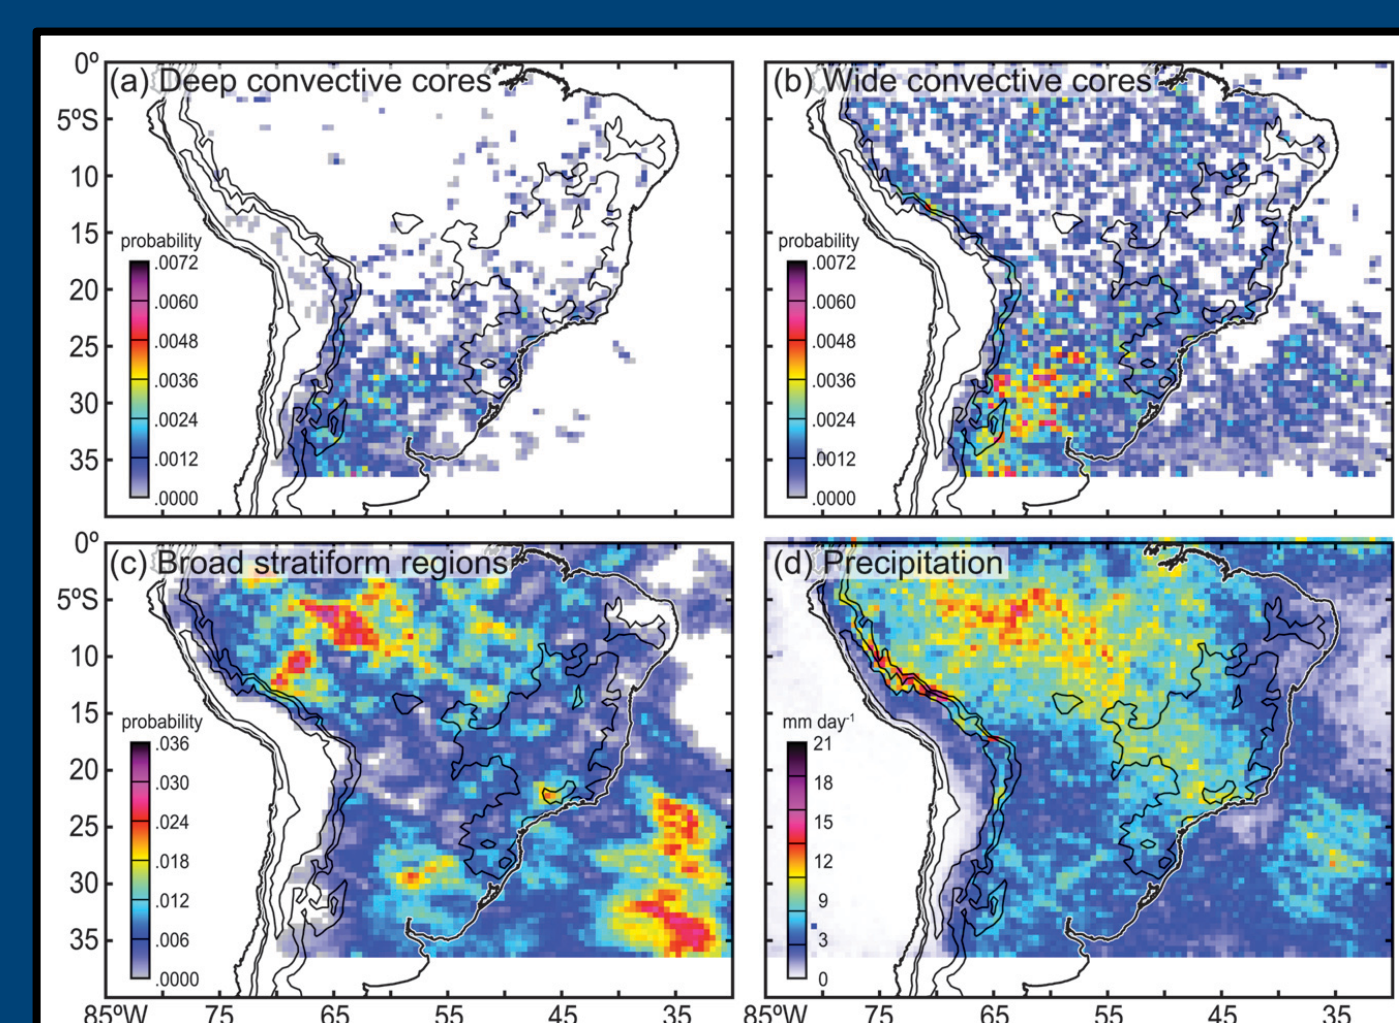 (a) Deep convective cores
0º
5ºS
10
15
20
25
30
35
probability
.0072
.0060
.0048
.0036
.0024
.0012
.0000
(b) Wide convective cores
probability
.0072
.0060
.0048
.0036
.0024
.0012
.0000
(c) Broad stratiform regions
0º
5ºS
10
15
20
25
30
35
probability
.036
.030
.024
.018
.012
.006
.0000
85ºW 75 65 55 45 35
(d) Precipitation
mm day⁻¹
21
18
15
12
9
3
0
85ºW 75 65 55 45 35